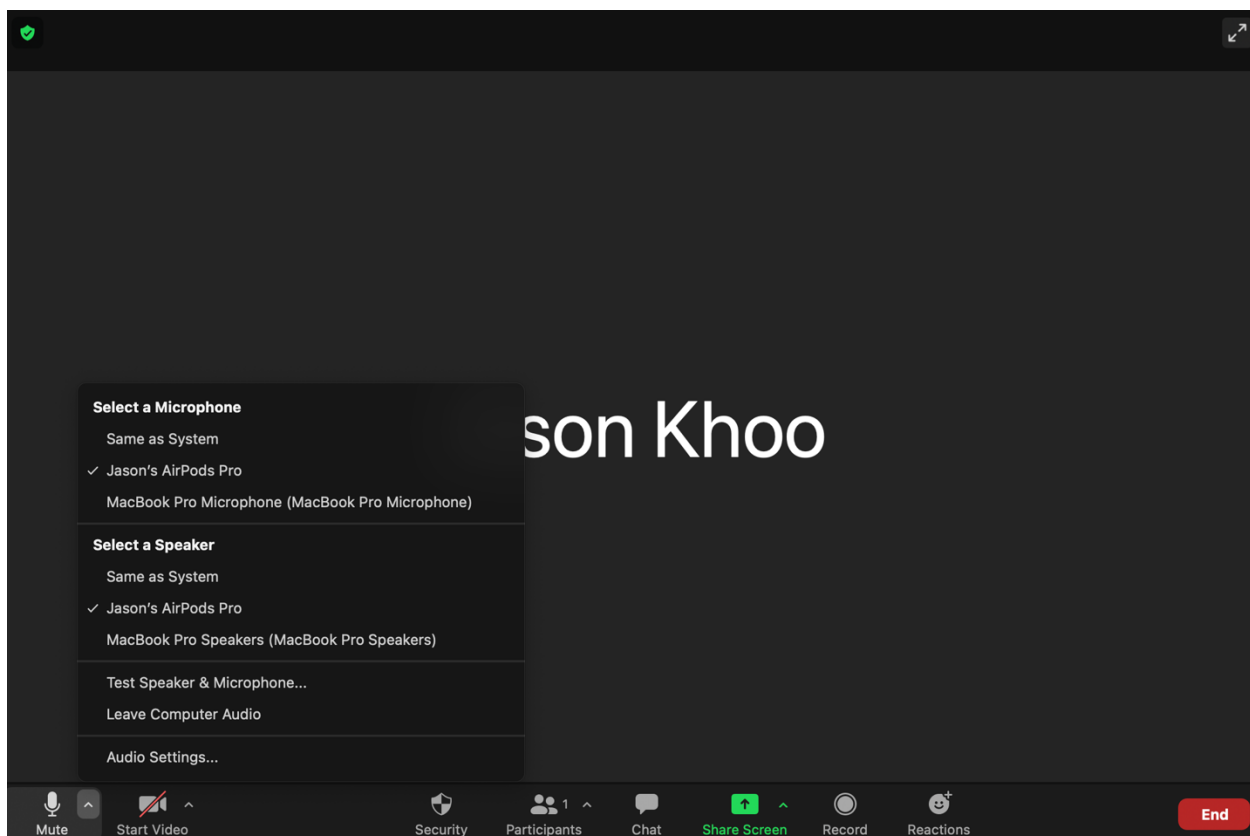 son Khoo
Select a Microphone
Same as System
Jason's AirPods Pro
MacBook Pro Microphone (MacBook Pro Microphone)
Select a Speaker
Same as System
Jason's AirPods Pro
MacBook Pro Speakers (MacBook Pro Speakers)
Test Speaker & Microphone...
Leave Computer Audio
Audio Settings...
Mute
Start Video
Security
Participants
1
Chat
Share Screen
Record
Reactions
End